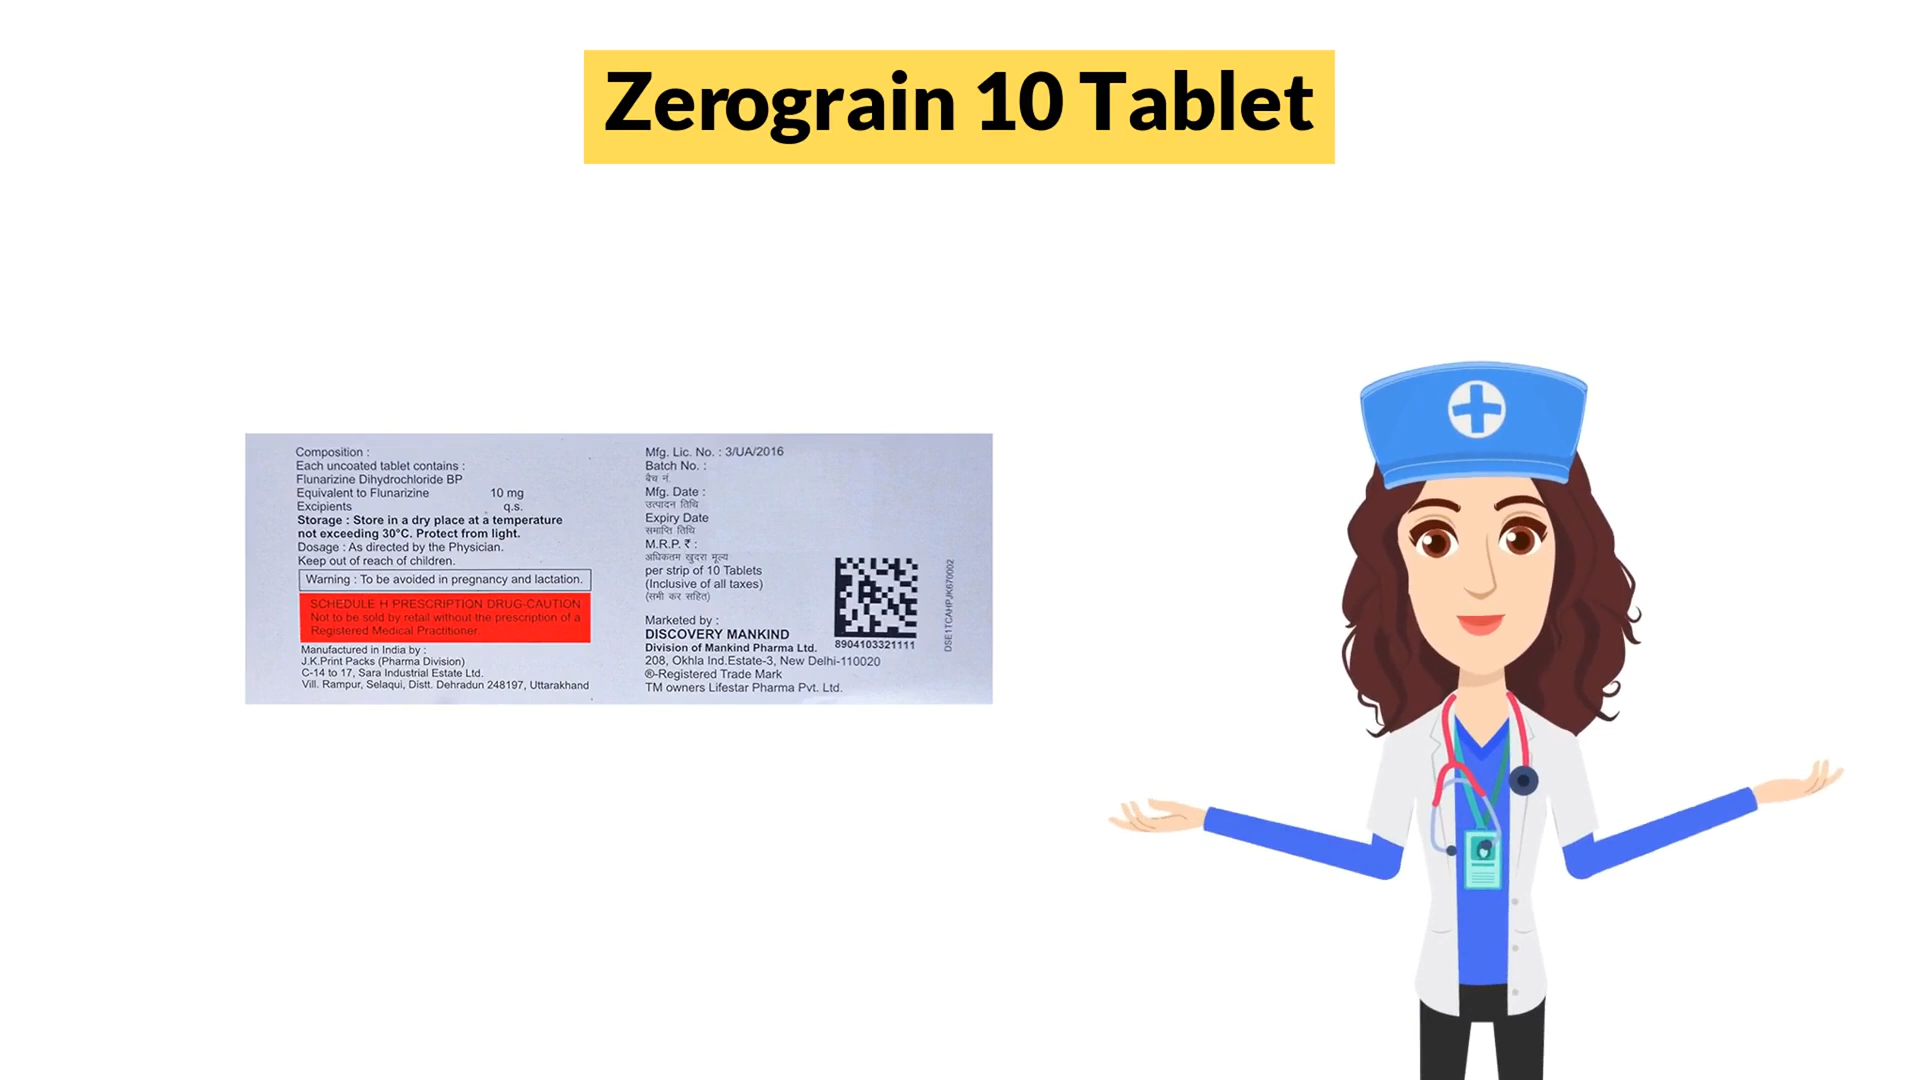 Zerograin 10 Tablet
Composition :
Each uncoated tablet contains :
Flunarizine Dihydrochloride BP
Equivalent to Flunarizine 10 mg
Excipients q.s.
Storage : Store in a dry place at a temperature
not exceeding 30°C. Protect from light.
Dosage : As directed by the Physician.
Keep out of reach of children.
Warning : To be avoided in pregnancy and lactation.
SCHEDULE H PRESCRIPTION DRUG-CAUTION
Not to be sold by retail without the prescription of a
Registered Medical Practitioner.
Manufactured in India by :
J.K.Print Packs (Pharma Division)
C-14 to 17, Sara Industrial Estate Ltd.
Vill. Rampur, Selaqui, Distt. Dehradun 248197, Uttarakhand
Mfg. Lic. No. : 3/UA/2016
Batch No. :
बैच नं.
Mfg. Date :
उत्पादन तिथि
Expiry Date
समाप्ति तिथि
M.R.P. ₹ :
अधिकतम खुदरा मूल्य
per strip of 10 Tablets
(Inclusive of all taxes)
(सभी कर सहित)
Marketed by :
DISCOVERY MANKIND
Division of Mankind Pharma Ltd.
208, Okhla Ind.Estate-3, New Delhi-110020
®-Registered Trade Mark
TM owners Lifestar Pharma Pvt. Ltd.
8904103321111